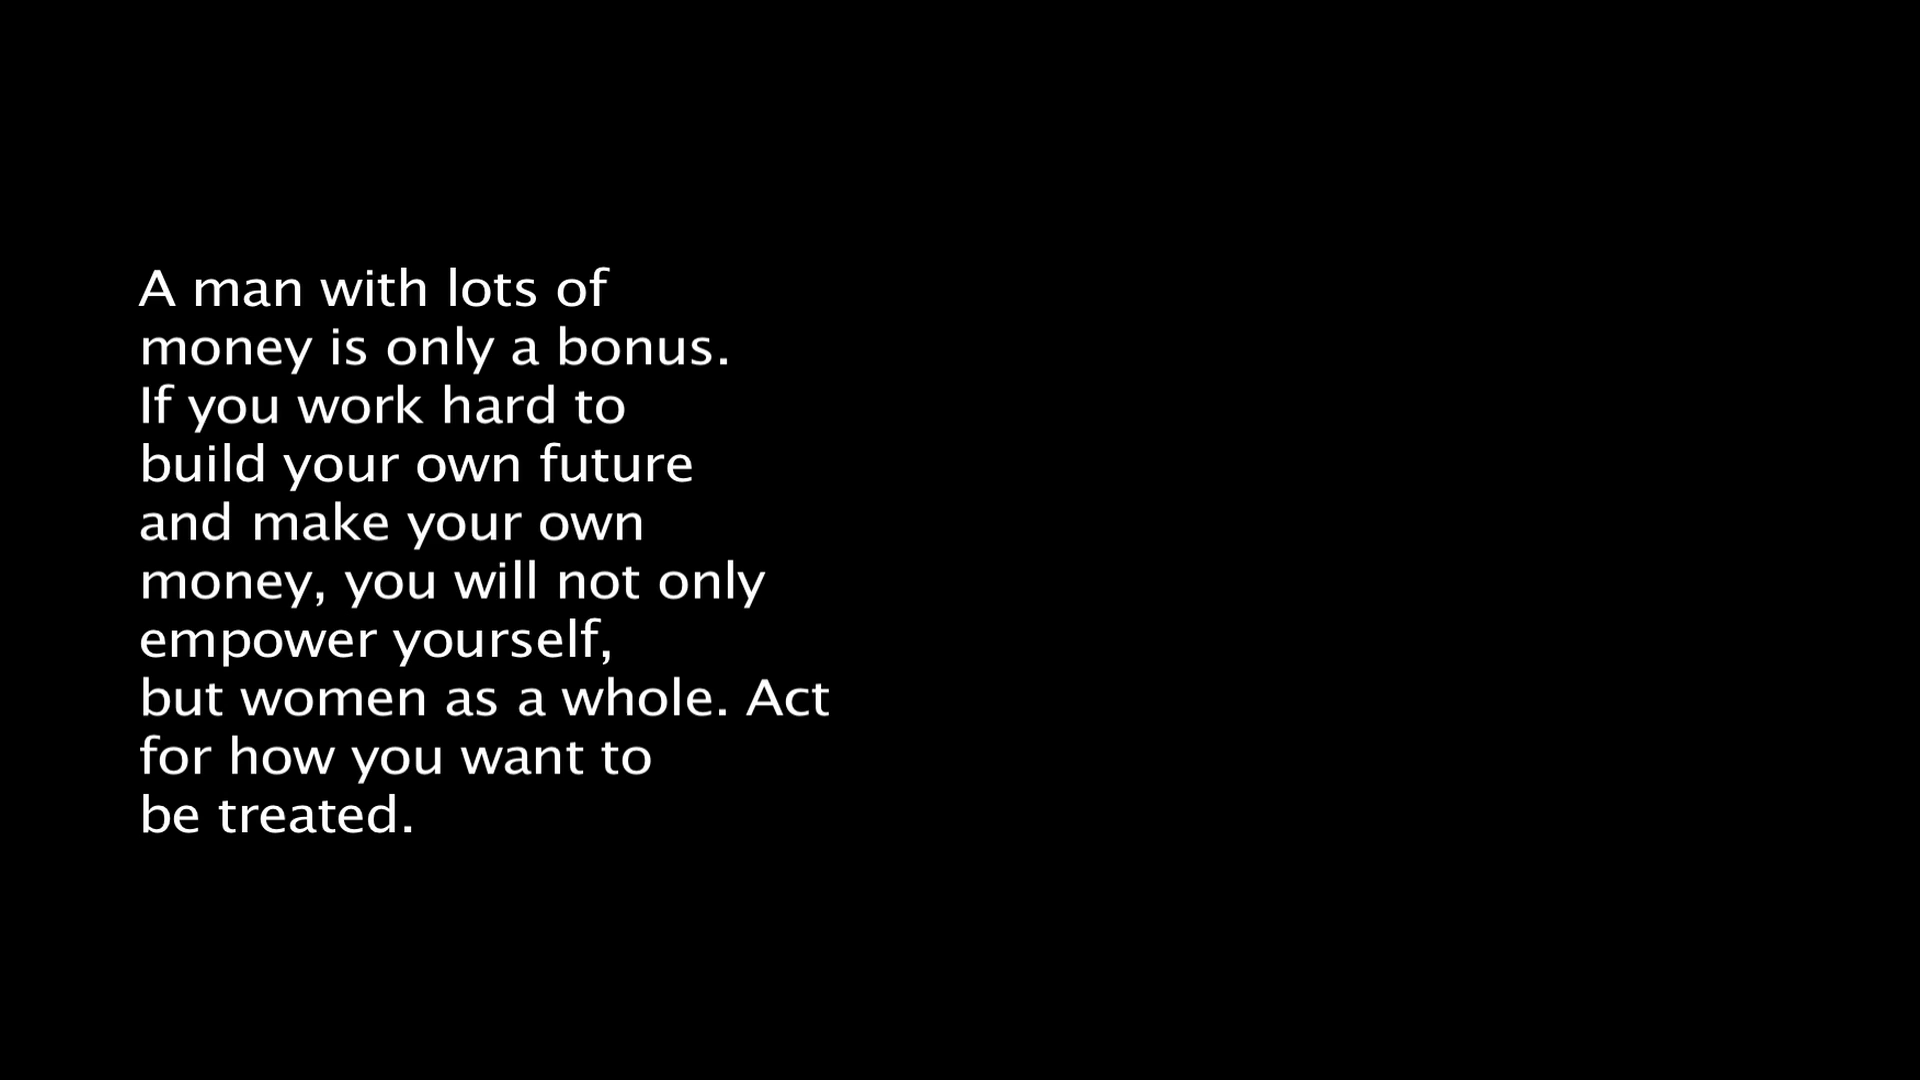 A man with lots of
money is only a bonus.
If you work hard to
build your own future
and make your own
money, you will not only
empower yourself,
but women as a whole. Act
for how you want to
be treated.